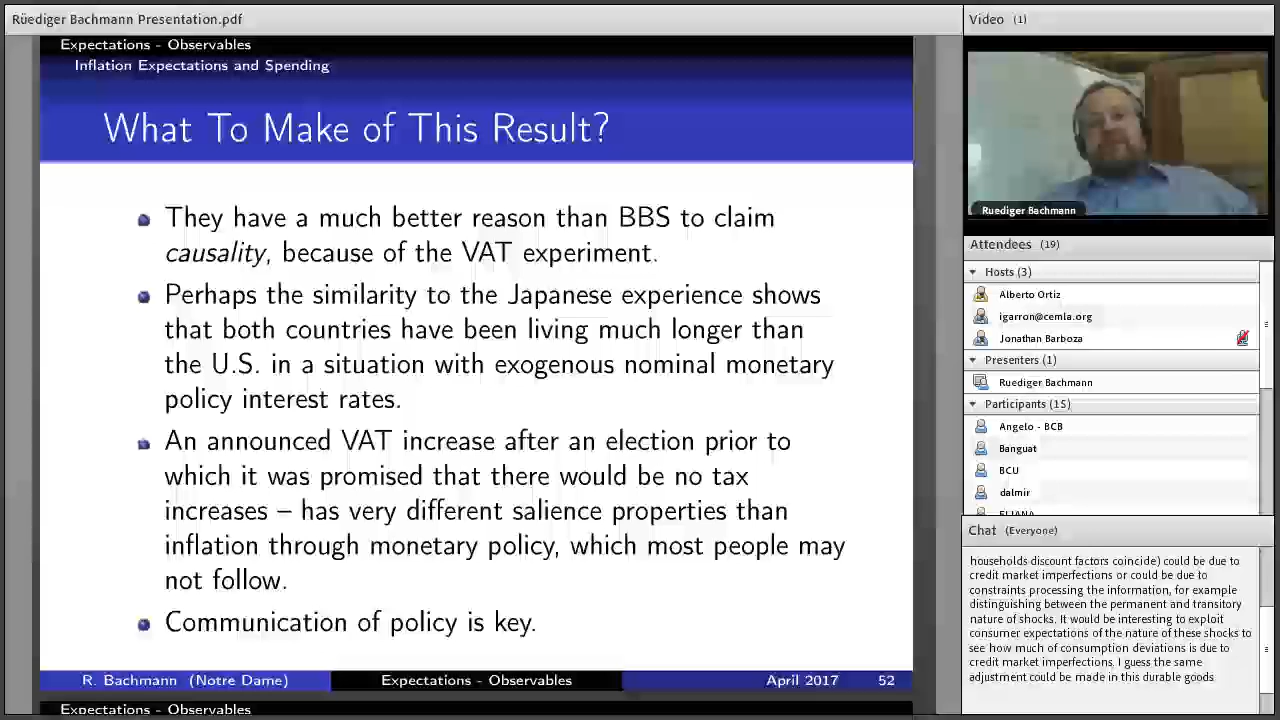 Rüediger Bachmann Presentation.pdf
Expectations - Observables
Inflation Expectations and Spending
What To Make of This Result?
They have a much better reason than BBS to claim
causality, because of the VAT experiment.
Perhaps the similarity to the Japanese experience shows
that both countries have been living much longer than
the U.S. in a situation with exogenous nominal monetary
policy interest rates.
An announced VAT increase after an election prior to
which it was promised that there would be no tax
increases – has very different salience properties than
inflation through monetary policy, which most people may
not follow.
Communication of policy is key.
R. Bachmann (Notre Dame)
Expectations - Observables
April 2017 52
Expectations - Observables
Video (1)
Ruediger Bachmann
Attendees (19)
Hosts (3)
Alberto Ortiz
igarron@cemla.org
Jonathan Barboza
Presenters (1)
Ruediger Bachmann
Participants (15)
Angelo - BCB
Banguat
BCU
dalmir
ELIANA
Chat (Everyone)
households discount factors coincide) could be due to
credit market imperfections or could be due to
constraints processing the information, for example
distinguishing between the permanent and transitory
nature of shocks. It would be interesting to exploit
consumer expectations of the nature of these shocks to
see how much of consumption deviations is due to
credit market imperfections. I guess the same
adjustment could be made in this durable goods